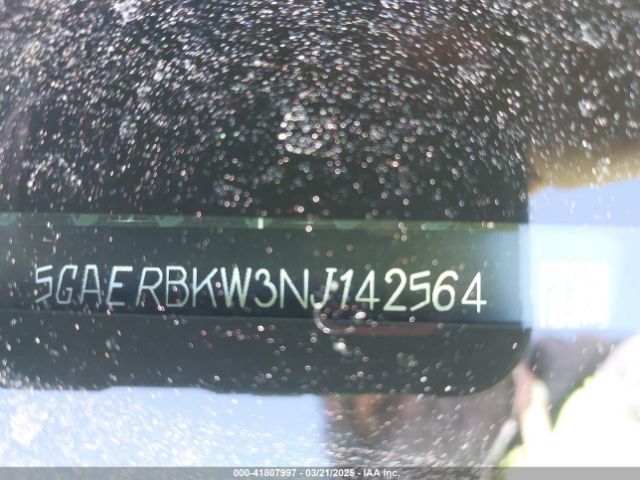 5GAERBKW3NJ142564
000-41807997 - 03/21/2025 - IAA Inc.